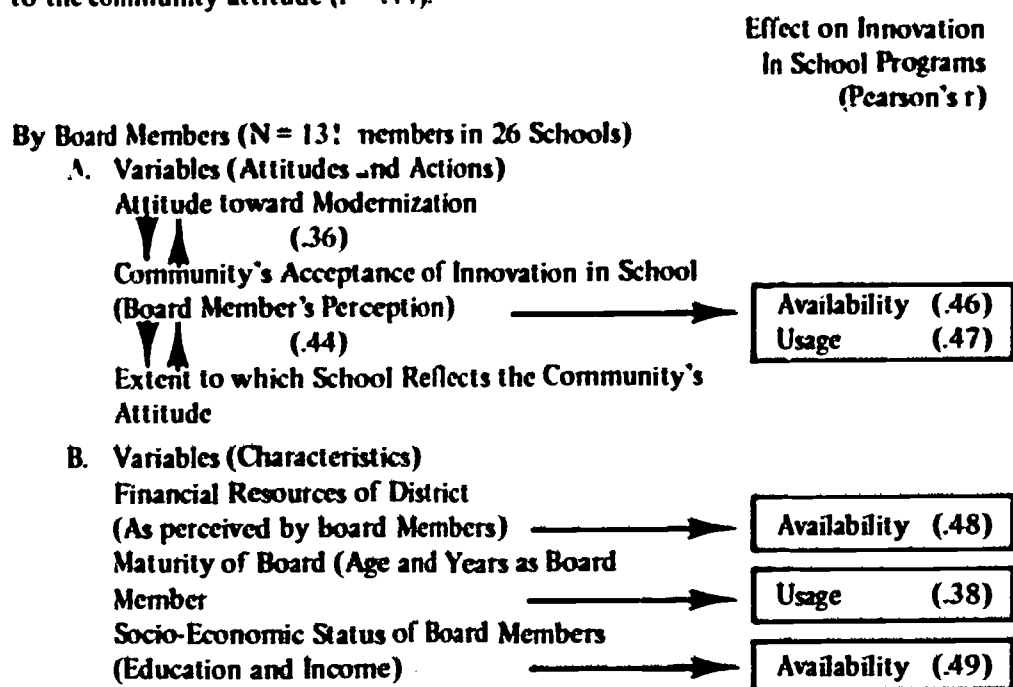 Effect on Innovation
In School Programs
(Pearson's r)
By Board Members (N = 13! members in 26 Schools)
A. Variables (Attitudes and Actions)
Attitude toward Modernization
(.36)
Community's Acceptance of Innovation in School
(Board Member's Perception)
Availability (.46)
Usage (.47)
(.44)
Extent to which School Reflects the Community's
Attitude
B. Variables (Characteristics)
Financial Resources of District
(As perceived by board Members)
Availability (.48)
Maturity of Board (Age and Years as Board
Member
Usage (.38)
Socio-Economic Status of Board Members
(Education and Income)
Availability (.49)